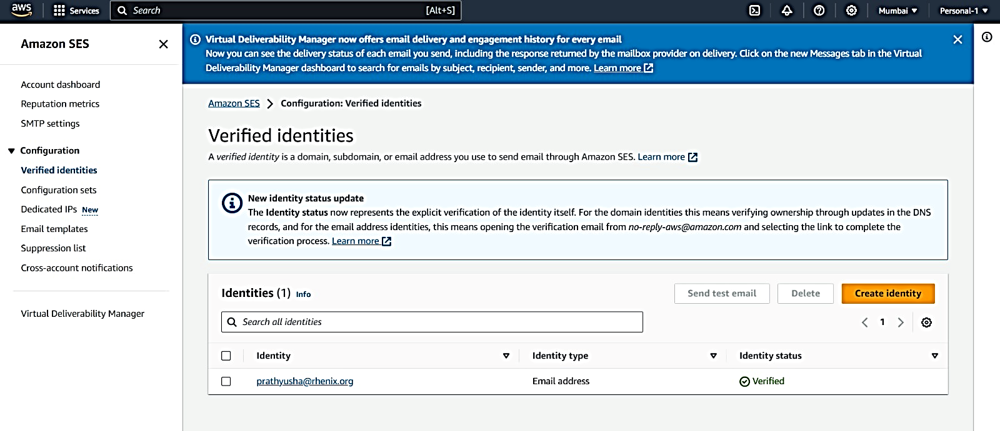 aws
Services
Search
[Alt+S]
Mumbai
Personal-1
Amazon SES
Account dashboard
Reputation metrics
SMTP settings
Configuration
Verified identities
Configuration sets
Dedicated IPs New
Email templates
Suppression list
Cross-account notifications
Virtual Deliverability Manager
Virtual Deliverability Manager now offers email delivery and engagement history for every email
Now you can see the delivery status of each email you send, including the response returned by the mailbox provider on delivery. Click on the new Messages tab in the Virtual
Deliverability Manager dashboard to search for emails by subject, recipient, sender, and more. Learn more
Amazon SES > Configuration: Verified identities
Verified identities
A verified identity is a domain, subdomain, or email address you use to send email through Amazon SES. Learn more
New identity status update
The Identity status now represents the explicit verification of the identity itself. For the domain identities this means verifying ownership through updates in the DNS
records, and for the email address identities, this means opening the verification email from no-reply-aws@amazon.com and selecting the link to complete the
verification process. Learn more
Identities (1) Info
Send test email
Delete
Create identity
Search all identities
1
Identity
Identity type
Identity status
prathyusha@rhenix.org
Email address
Verified